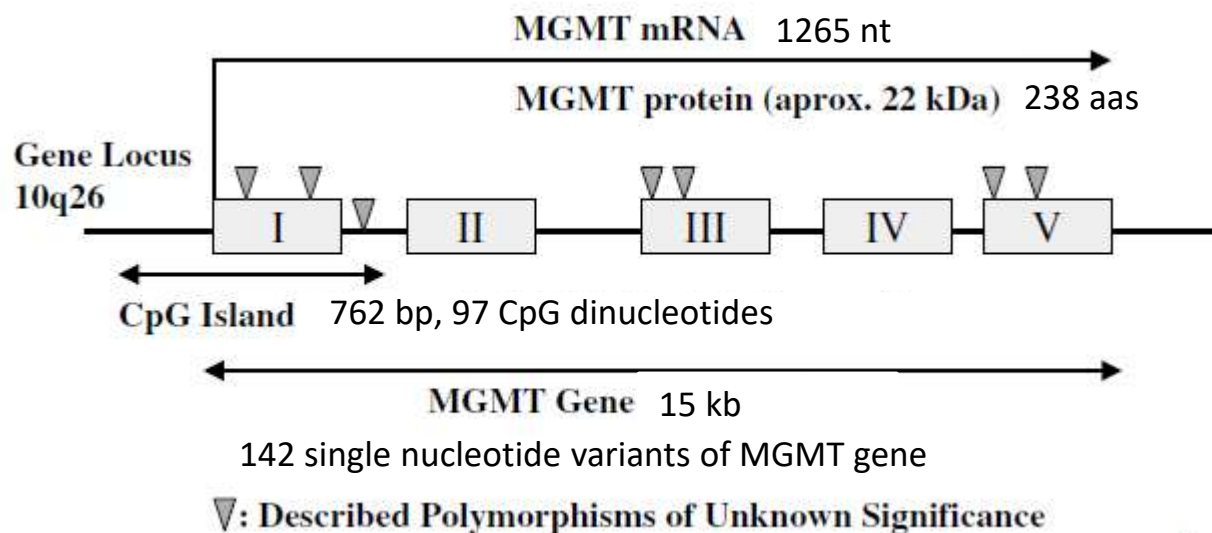 MGMT mRNA 1265 nt
MGMT protein (aprox. 22 kDa) 238 aas
Gene Locus
10q26
I II III IV V
CpG Island 762 bp, 97 CpG dinucleotides
MGMT Gene 15 kb
142 single nucleotide variants of MGMT gene
: Described Polymorphisms of Unknown Significance